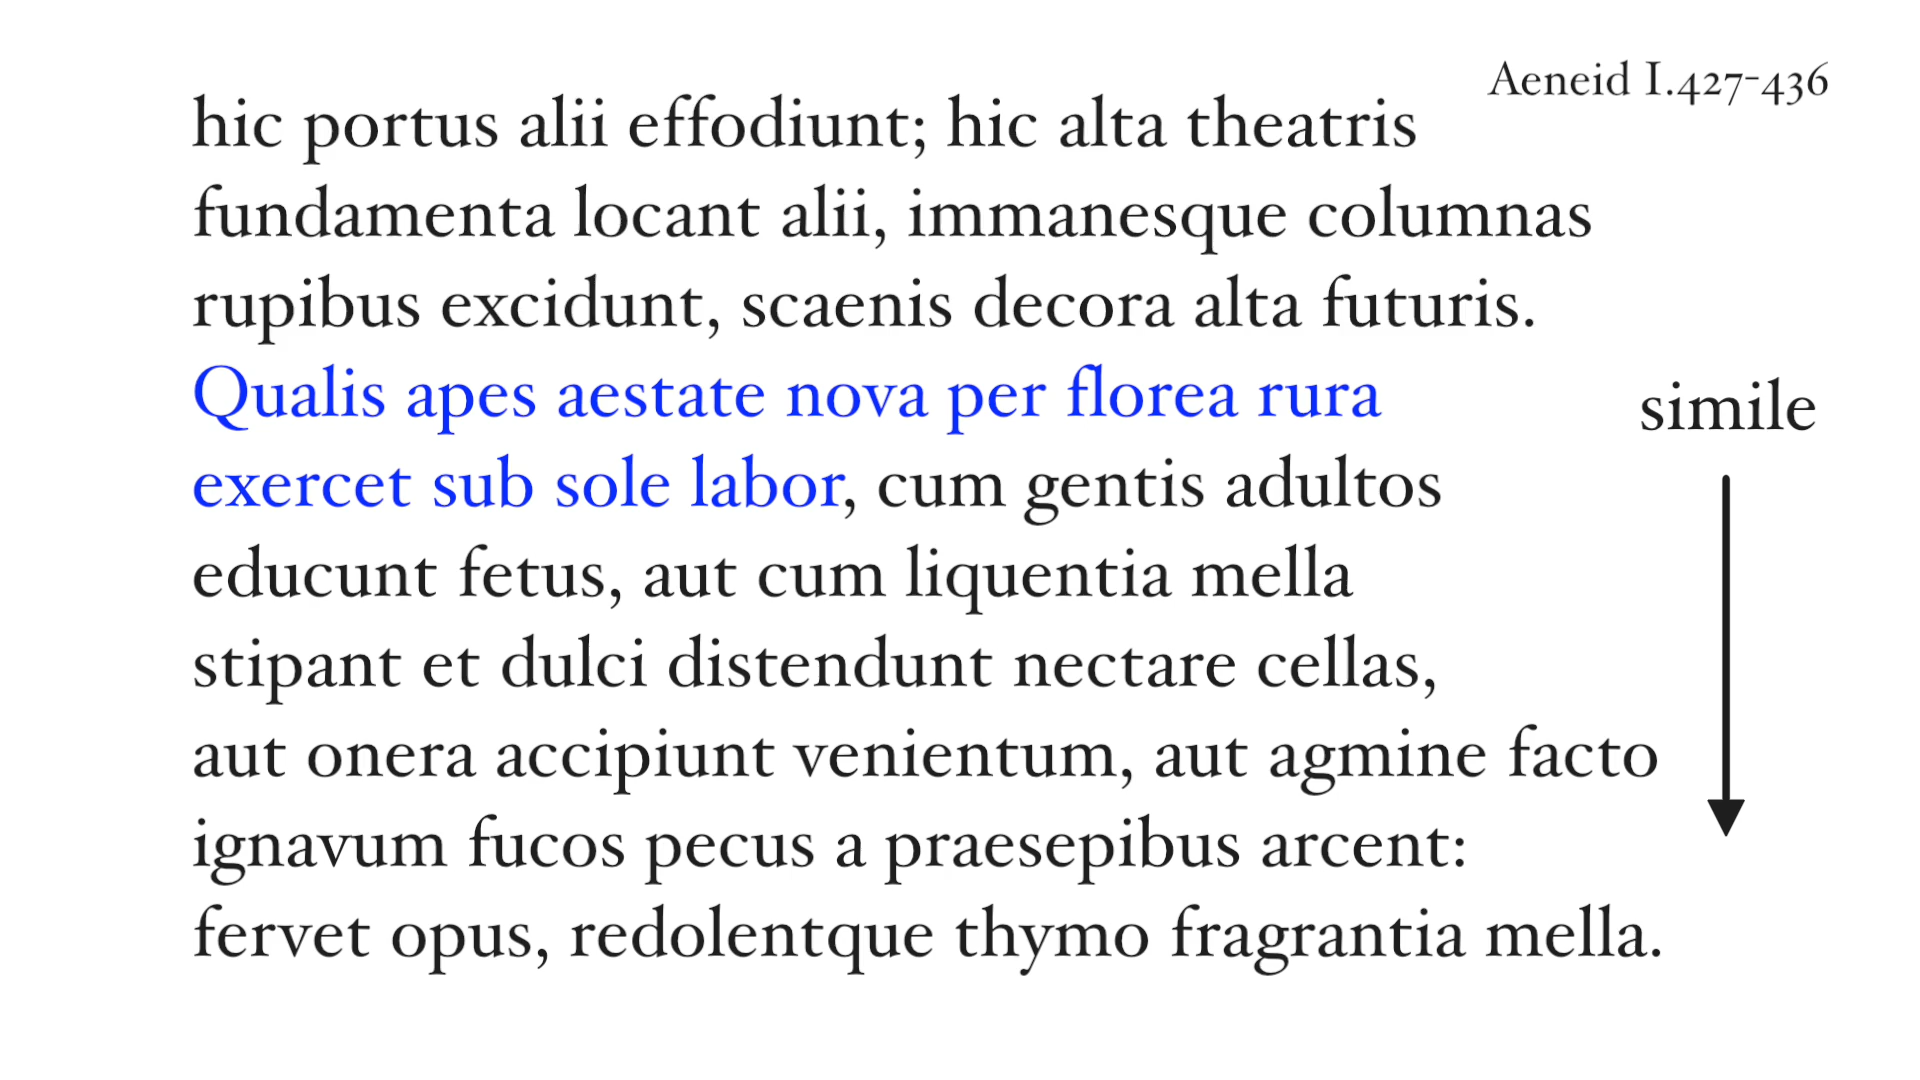 Aeneid I.427-436
hic portus alii effodiunt; hic alta theatris
fundamenta locant alii, immanesque columnas
rupibus excidunt, scaenis decora alta futuris.
Qualis apes aestate nova per florea rura
simile
exercet sub sole labor, cum gentis adultos
educunt fetus, aut cum liquentia mella
stipant et dulci distendunt nectare cellas,
aut onera accipiunt venientum, aut agmine facto
ignavum fucos pecus a praesepibus arcent:
fervet opus, redolentque thymo fragrantia mella.